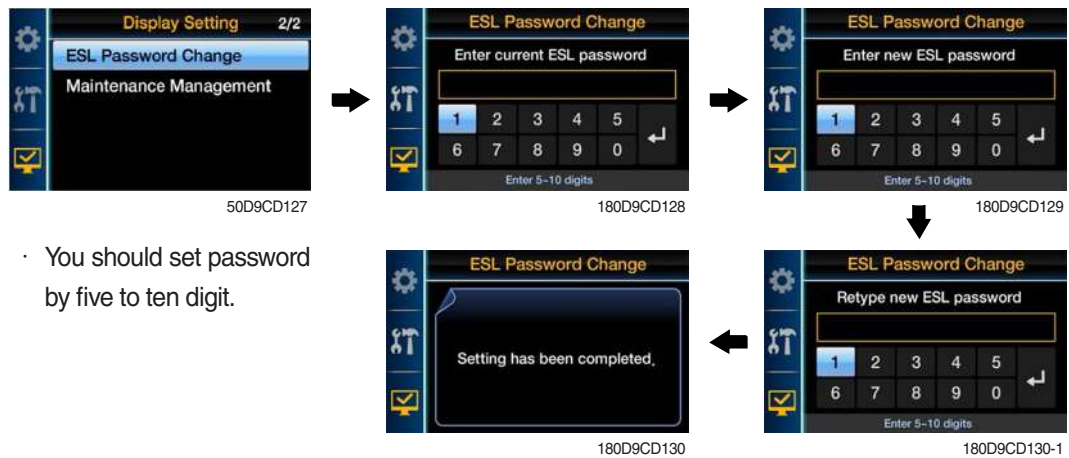 Display Setting 2/2
ESL Password Change
Maintenance Management
50D9CD127
ESL Password Change
Enter current ESL password
1 2 3 4 5
6 7 8 9 0
Enter 5~10 digits
180D9CD128
ESL Password Change
Enter new ESL password
1 2 3 4 5
6 7 8 9 0
Enter 5~10 digits
180D9CD129
· You should set password
by five to ten digit.
ESL Password Change
Retype new ESL password
1 2 3 4 5
6 7 8 9 0
Enter 5~10 digits
180D9CD130-1
ESL Password Change
Setting has been completed.
180D9CD130